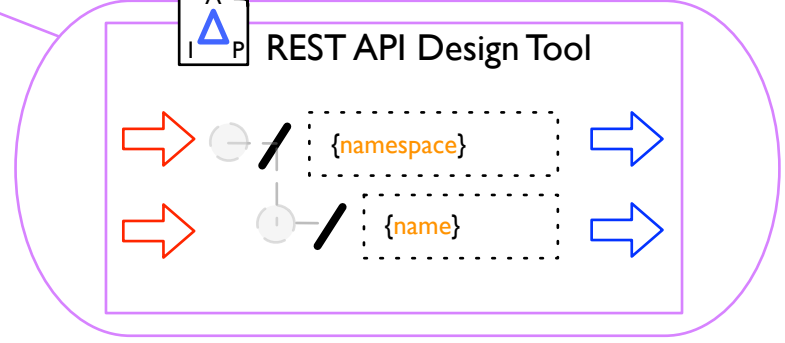 A
I P
REST API Design Tool
/ {namespace}
/ {name}